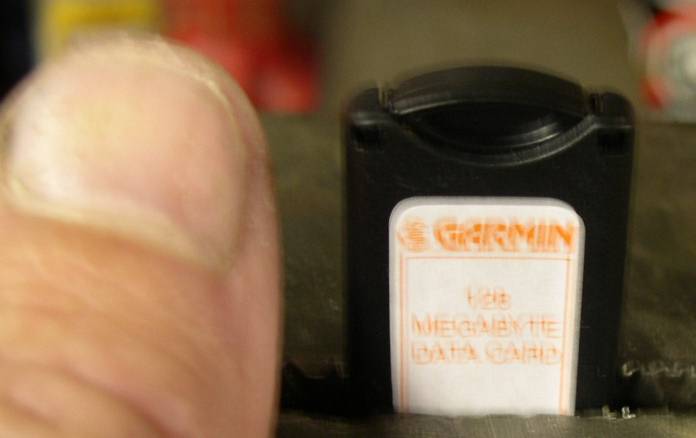 GARMIN
128
MEGABYTE
DATA CARD